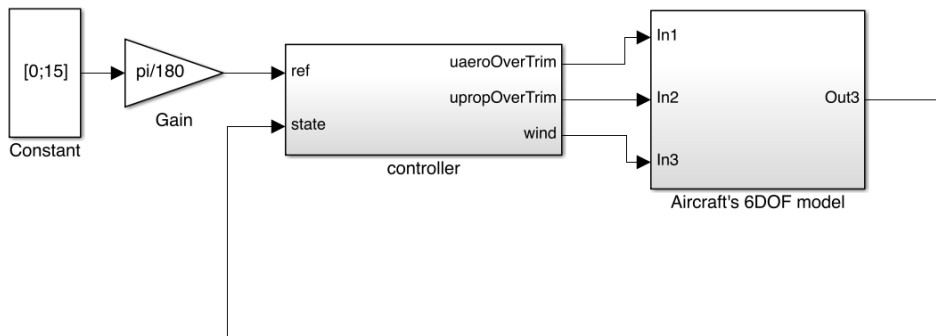 [0;15]
Constant
pi/180
Gain
ref
state
uaeroOverTrim
upropOverTrim
wind
controller
In1
In2
In3
Out3
Aircraft's 6DOF model